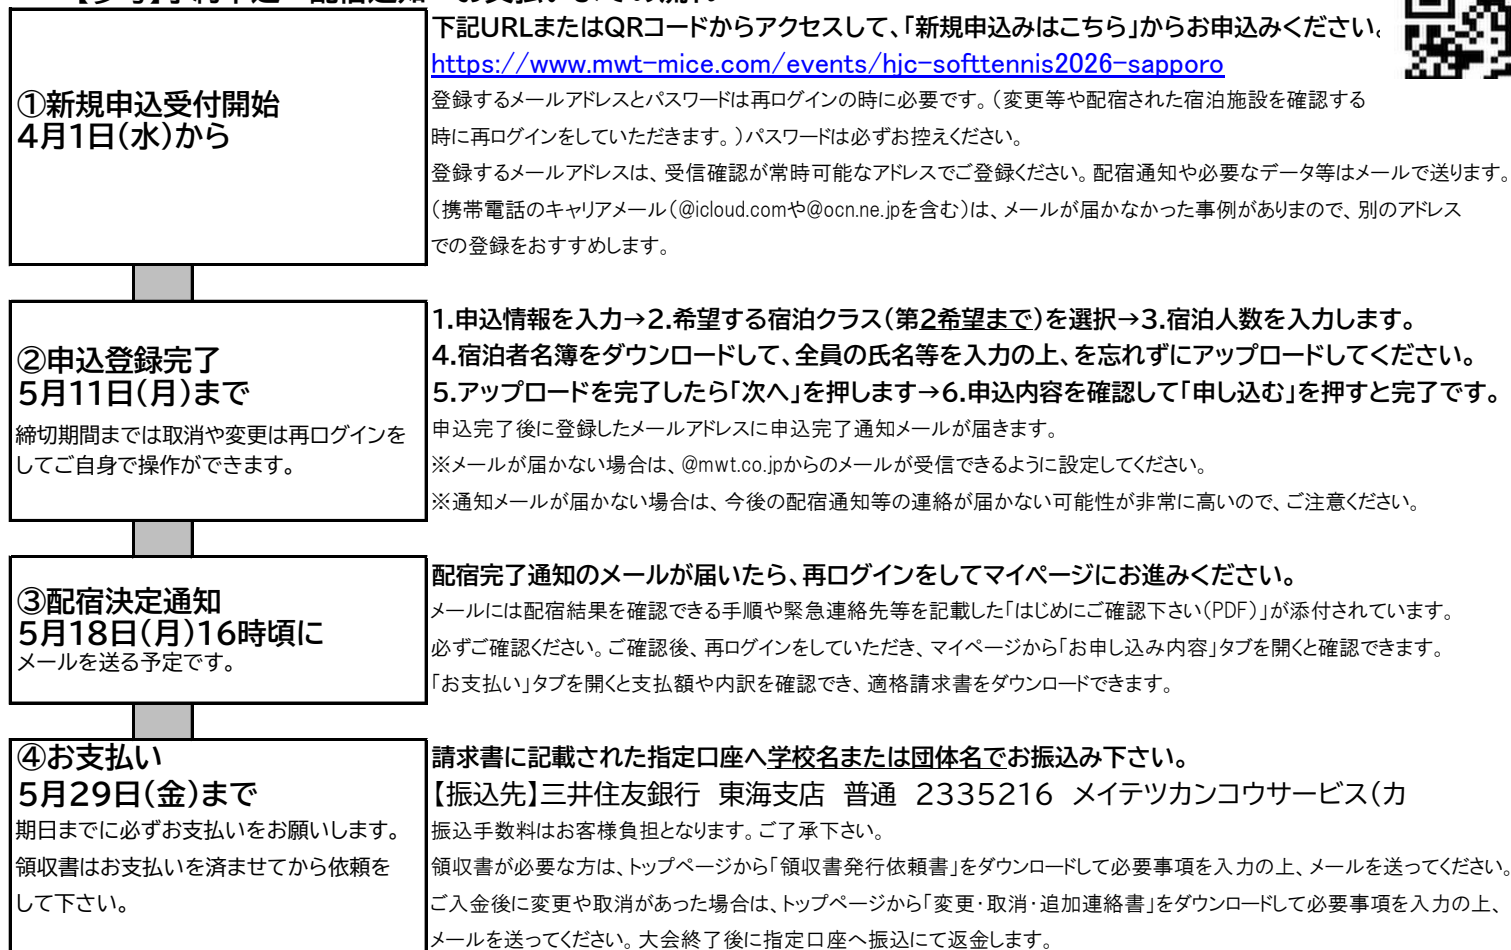 下記URLまたはQRコードからアクセスして、「新規申込みはこちら」からお申込みください。
https://www.mwt-mice.com/events/hjc-softtennis2026-sapporo
①新規申込受付開始
4月1日(水)から
登録するメールアドレスとパスワードは再ログインの時に必要です。(変更等や配宿された宿泊施設を確認する
時に再ログインをしていただきます。)パスワードは必ずお控えください。
登録するメールアドレスは、受信確認が常時可能なアドレスでご登録ください。配宿通知や必要なデータ等はメールで送ります。
(携帯電話のキャリアメール(@icloud.comや@ocn.ne.jpを含む)は、メールが届かなかった事例がありまので、別のアドレス
での登録をおすすめします。
②申込登録完了
5月11日(月)まで
締切期間までは取消や変更は再ログインを
してご自身で操作ができます。
1.申込情報を入力→2.希望する宿泊クラス(第2希望まで)を選択→3.宿泊人数を入力します。
4.宿泊者名簿をダウンロードして、全員の氏名等を入力の上、を忘れずにアップロードしてください。
5.アップロードを完了したら「次へ」を押します→6.申込内容を確認して「申し込む」を押すと完了です。
申込完了後に登録したメールアドレスに申込完了通知メールが届きます。
※メールが届かない場合は、@mwt.co.jpからのメールが受信できるように設定してください。
※通知メールが届かない場合は、今後の配宿通知等の連絡が届かない可能性が非常に高いので、ご注意ください。
③配宿決定通知
5月18日(月)16時頃に
メールを送る予定です。
配宿完了通知のメールが届いたら、再ログインをしてマイページにお進みください。
メールには配宿結果を確認できる手順や緊急連絡先等を記載した「はじめにご確認下さい(PDF)」が添付されています。
必ずご確認ください。ご確認後、再ログインをしていただき、マイページから「お申し込み内容」タブを開くと確認できます。
「お支払い」タブを開くと支払額や内訳を確認でき、適格請求書をダウンロードできます。
④お支払い
5月29日(金)まで
期日までに必ずお支払いをお願いします。
領収書はお支払いを済ませてから依頼を
して下さい。
請求書に記載された指定口座へ学校名または団体名でお振込み下さい。
【振込先】三井住友銀行 東海支店 普通 2335216 メイテツカンコウサービス(カ
振込手数料はお客様負担となります。ご了承下さい。
領収書が必要な方は、トップページから「領収書発行依頼書」をダウンロードして必要事項を入力の上、メールを送ってください。
ご入金後に変更や取消があった場合は、トップページから「変更・取消・追加連絡書」をダウンロードして必要事項を入力の上、
メールを送ってください。大会終了後に指定口座へ振込にて返金します。